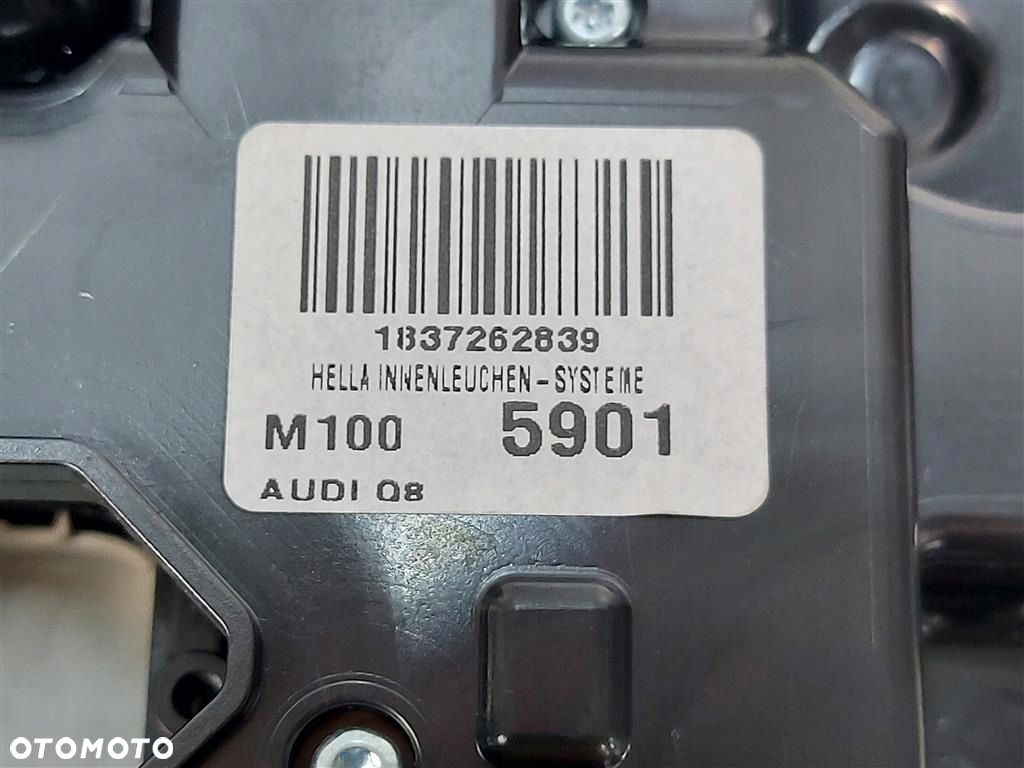 1837262839
HELLA INNENLEUCHEN-SYSTEME
M100 5901
AUDI Q8
OTOMOTO